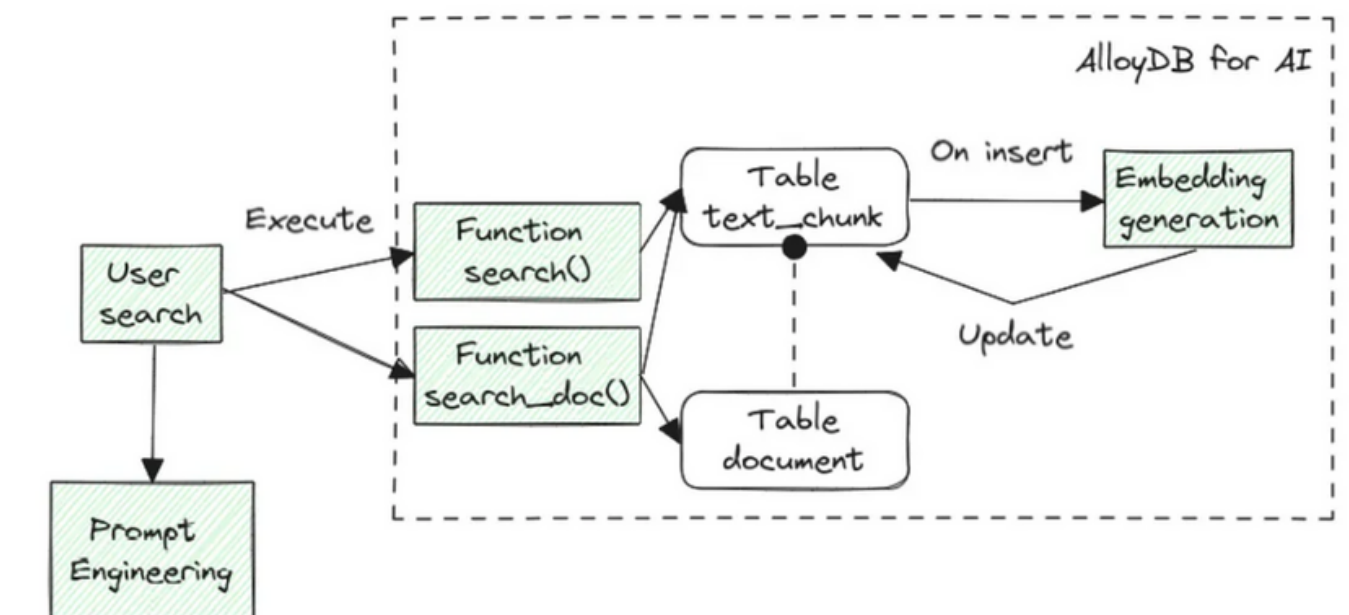 AlloyDB for AI
On insert
Table
text_chunk
Embedding
generation
Execute
Function
search()
User
search
Function
search_doc()
Update
Table
document
Prompt
Engineering